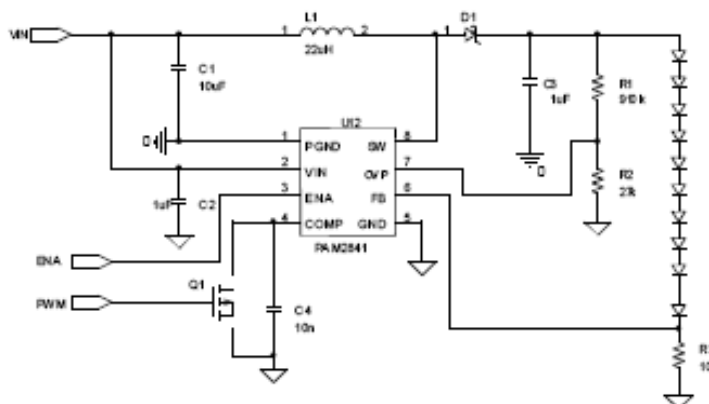 L1
D1
VIN
1
2
1
22uH
C1
10uF
C3
1uF
R1
910k
U12
1
PGND
SW
8
2
VIN
OVP
7
R2
27k
1uF
C2
3
ENA
FB
6
4
COMP
GND
5
PAM2841
ENA
Q1
PWM
C4
10n